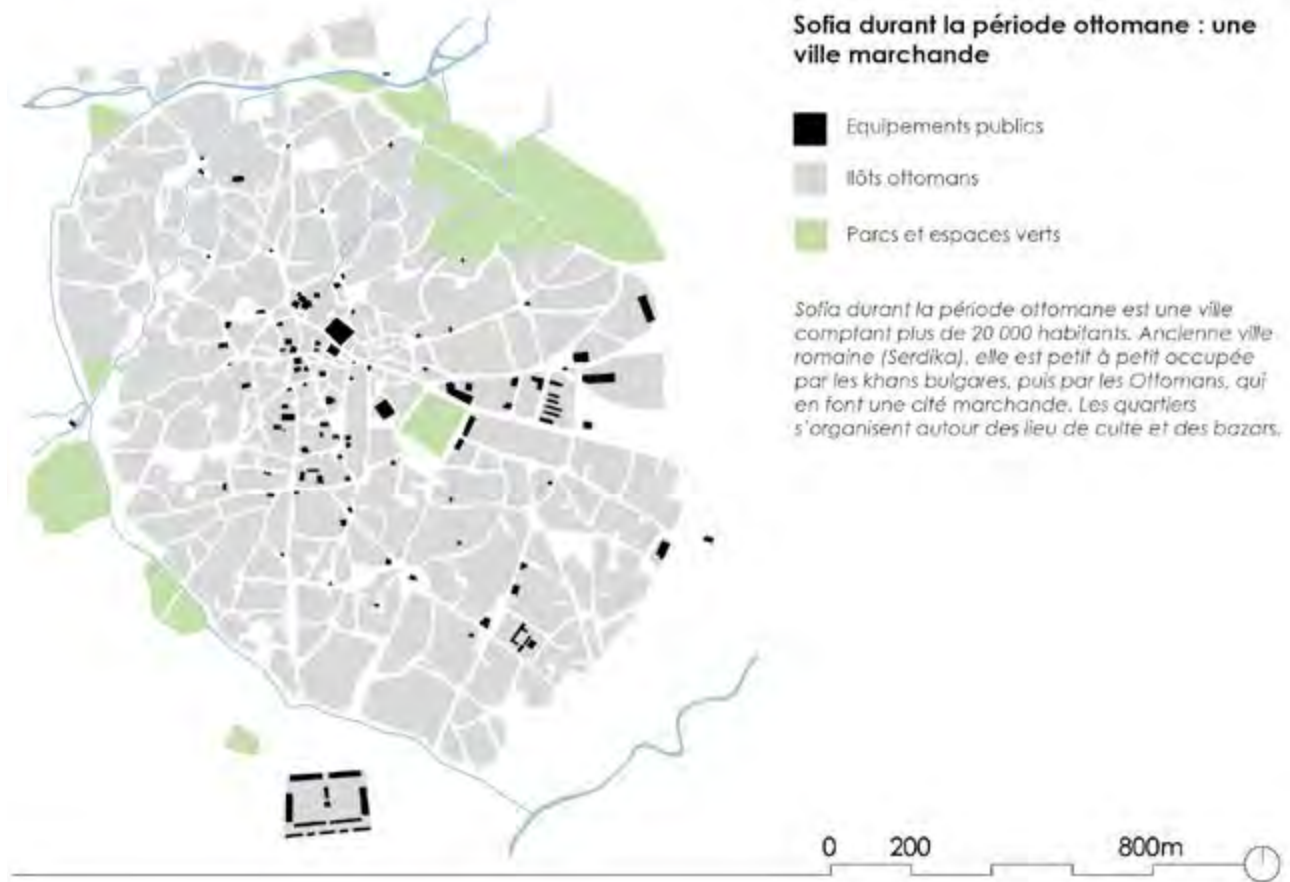 Sofia durant la période ottomane : une
ville marchande
Equipements publics
Ilôts ottomans
Parcs et espaces verts
Sofia durant la période ottomane est une ville
comptant plus de 20 000 habitants. Ancienne ville
romaine (Serdika), elle est petit à petit occupée
par les khans bulgares, puis par les Ottomans, qui
en font une cité marchande. Les quartiers
s'organisent autour des lieu de culte et des bazars.
0 200 800m